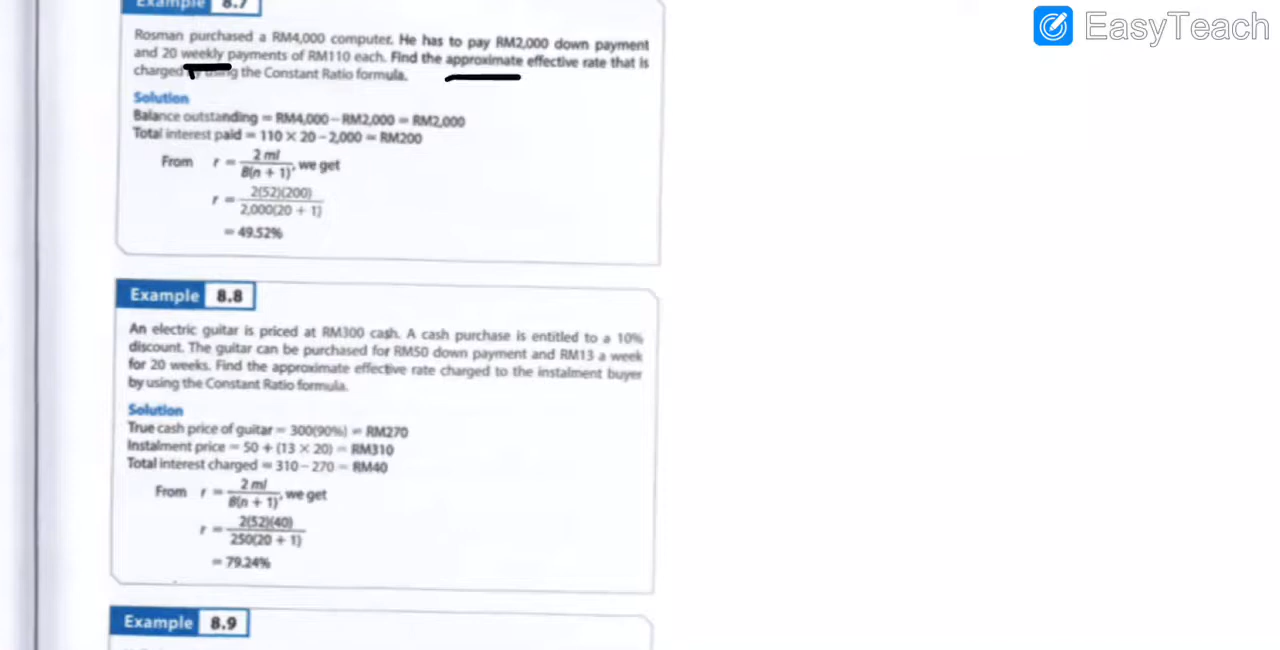 Example 8.7
EasyTeach
Rosman purchased a RM4,000 computer. He has to pay RM2,000 down payment
and 20 weekly payments of RM110 each. Find the approximate effective rate that is
charged by using the Constant Ratio formula.
Solution
Balance outstanding = RM4,000 – RM2,000 = RM2,000
Total interest paid = 110 × 20 – 2,000 = RM200
From r = 2 mI / B(n + 1), we get
r = 2(52)(200) / 2,000(20 + 1)
= 49.52%
Example 8.8
An electric guitar is priced at RM300 cash. A cash purchase is entitled to a 10%
discount. The guitar can be purchased for RM50 down payment and RM13 a week
for 20 weeks. Find the approximate effective rate charged to the instalment buyer
by using the Constant Ratio formula.
Solution
True cash price of guitar = 300(90%) = RM270
Instalment price = 50 + (13 × 20) = RM310
Total interest charged = 310 – 270 = RM40
From r = 2 mI / B(n + 1), we get
r = 2(52)(40) / 250(20 + 1)
= 79.24%
Example 8.9